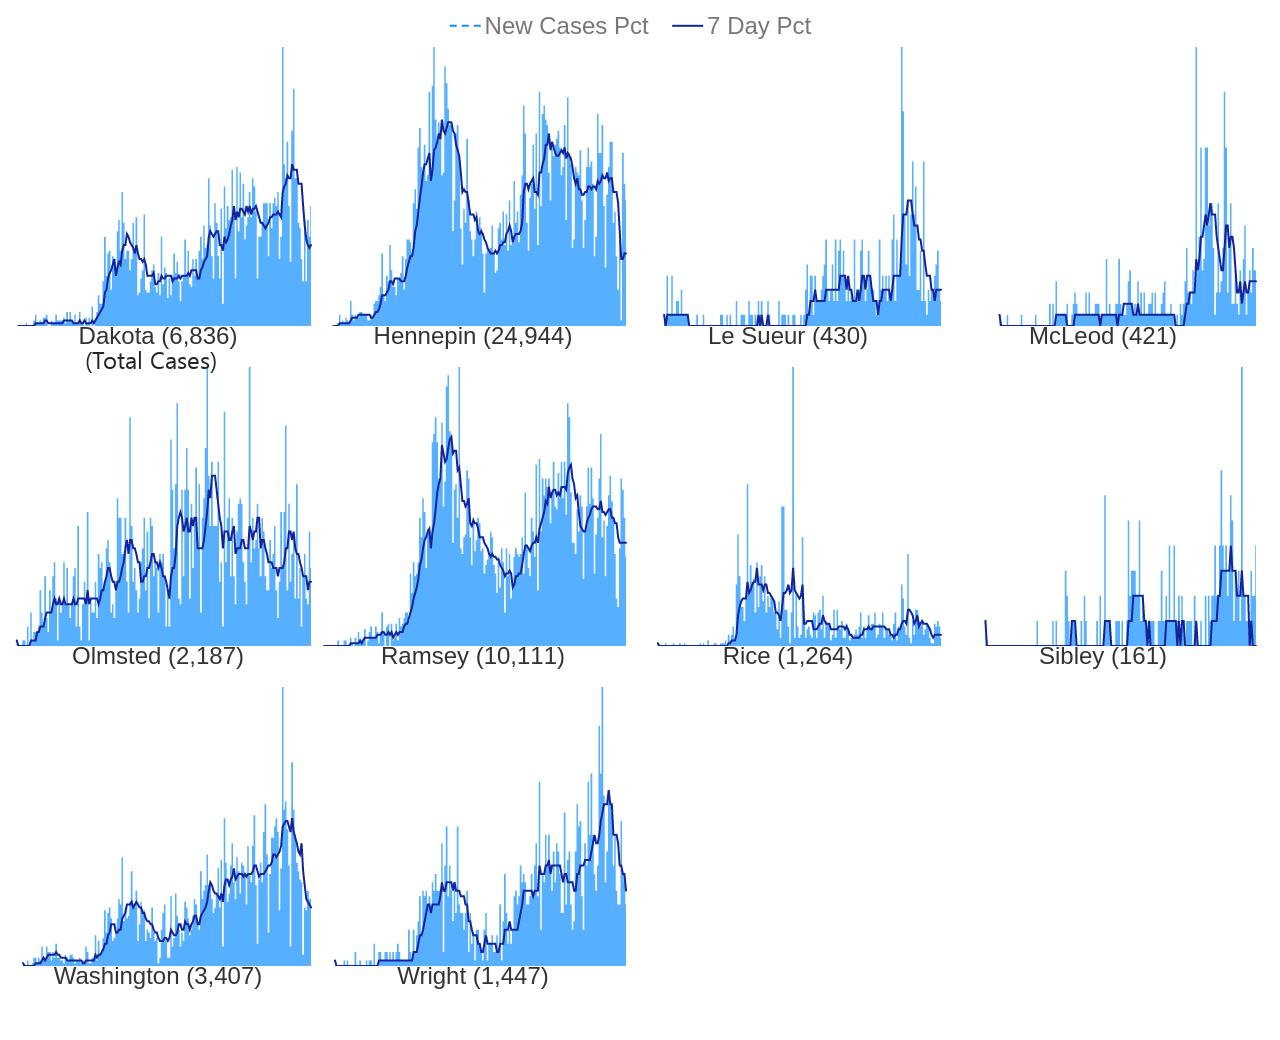 New Cases Pct 7 Day Pct
Dakota (6,836) Hennepin (24,944) Le Sueur (430) McLeod (421)
(Total Cases)
Olmsted (2,187) Ramsey (10,111) Rice (1,264) Sibley (161)
Washington (3,407) Wright (1,447)